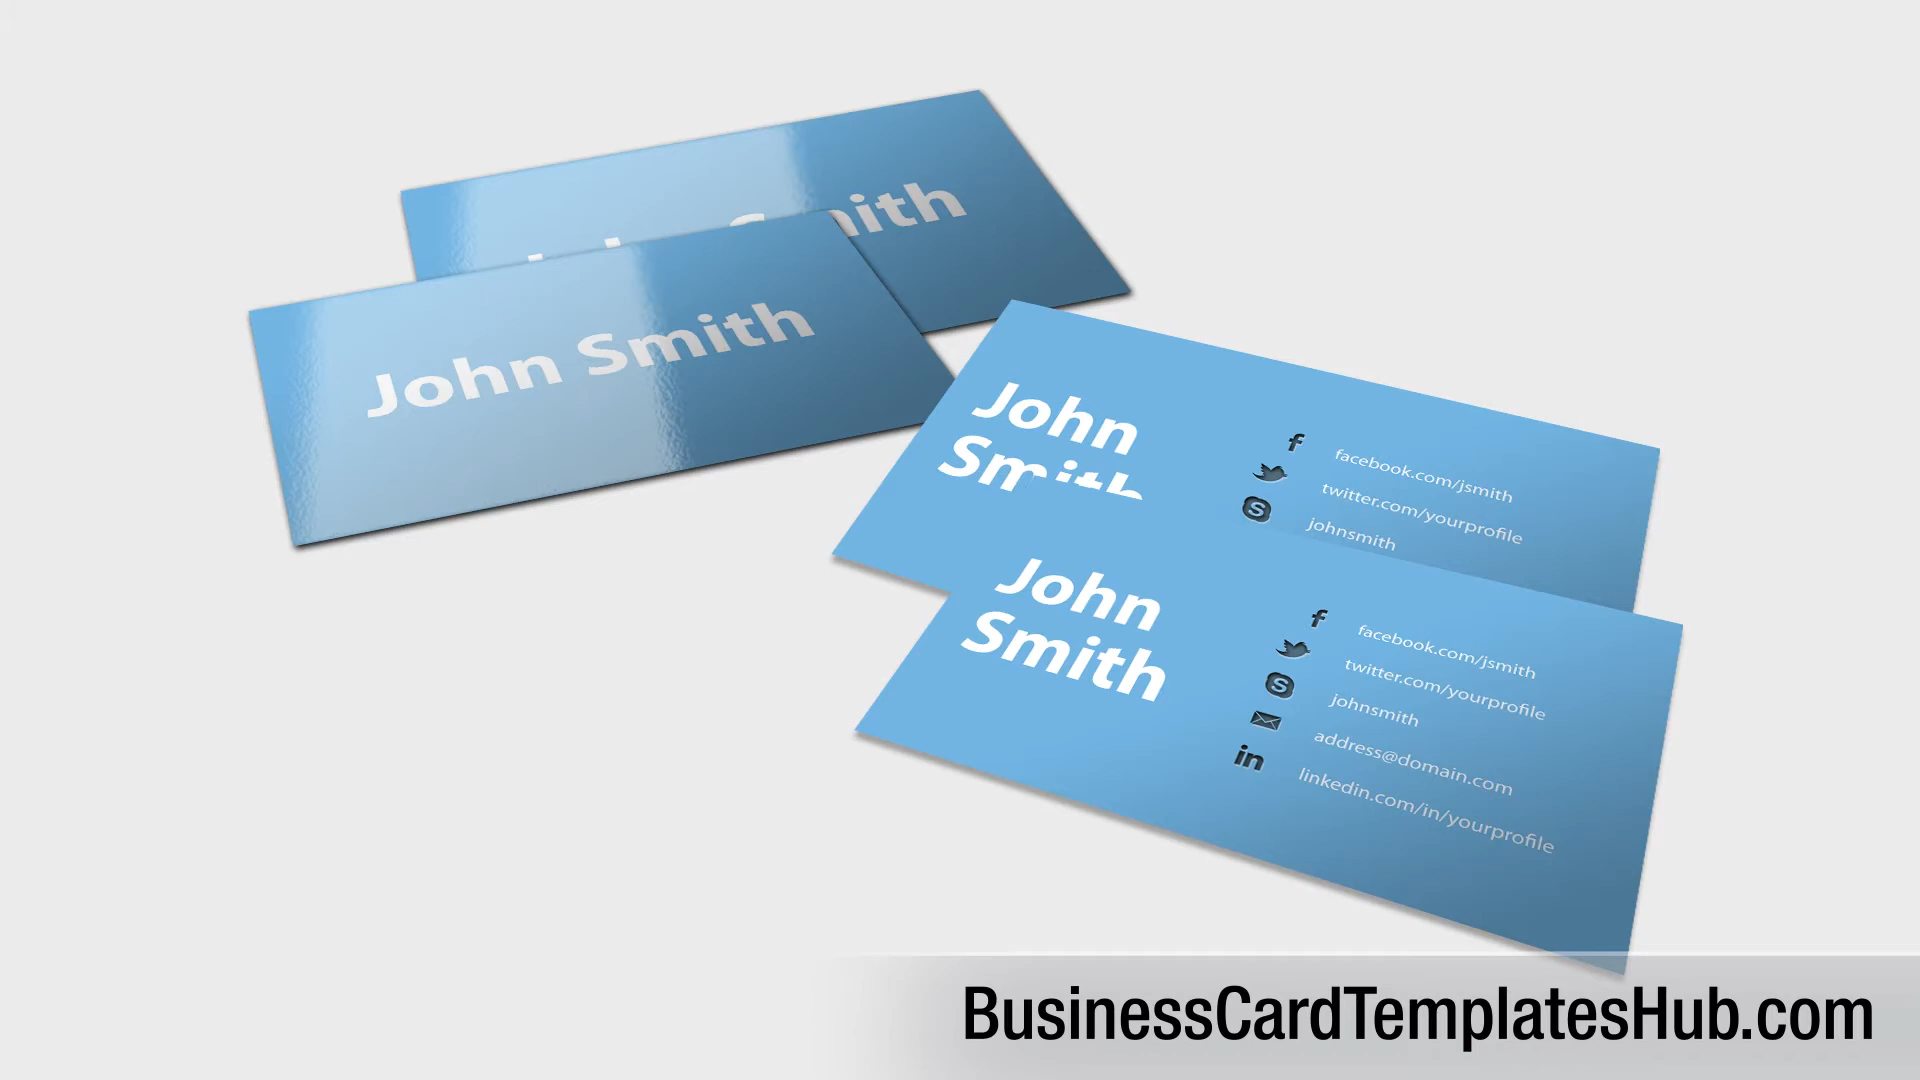 John Smith
John
Smith
facebook.com/jsmith
twitter.com/yourprofile
johnsmith
John
Smith
facebook.com/jsmith
twitter.com/yourprofile
johnsmith
address@domain.com
in
linkedin.com/in/yourprofile
BusinessCardTemplatesHub.com